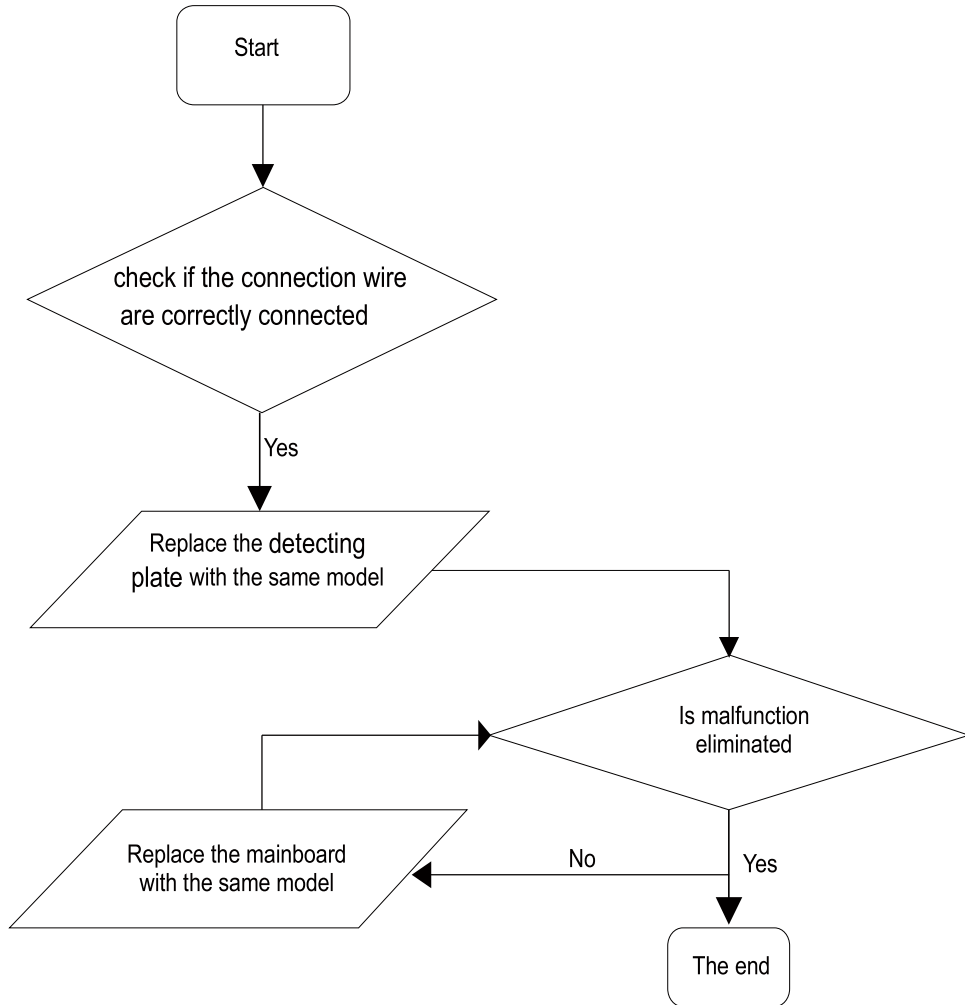 Start
check if the connection wire
are correctly connected
Yes
Replace the detecting
plate with the same model
Is malfunction
eliminated
Replace the mainboard
with the same model
No
Yes
The end